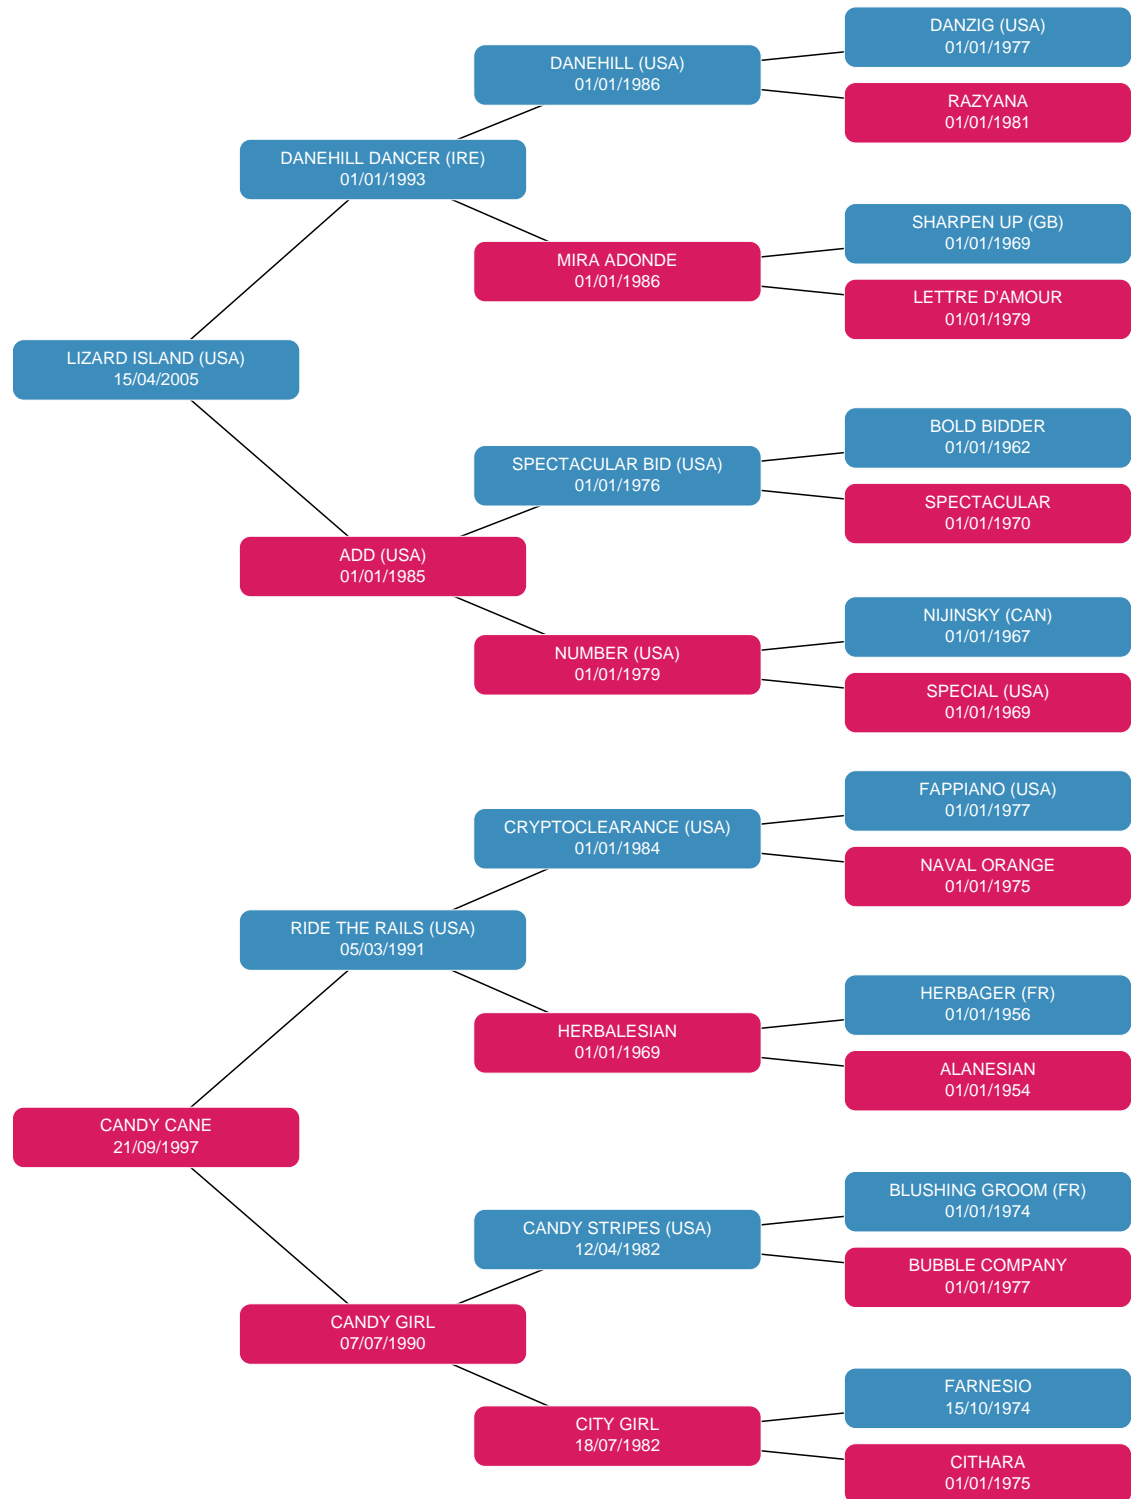 DANZIG (USA)
01/01/1977
DANEHILL (USA)
01/01/1986
RAZYANA
01/01/1981
DANEHILL DANCER (IRE)
01/01/1993
SHARPEN UP (GB)
01/01/1969
MIRA ADONDE
01/01/1986
LETTRE D'AMOUR
01/01/1979
LIZARD ISLAND (USA)
15/04/2005
BOLD BIDDER
01/01/1962
SPECTACULAR BID (USA)
01/01/1976
SPECTACULAR
01/01/1970
ADD (USA)
01/01/1985
NIJINSKY (CAN)
01/01/1967
NUMBER (USA)
01/01/1979
SPECIAL (USA)
01/01/1969
FAPPIANO (USA)
01/01/1977
CRYPTOCLEARANCE (USA)
01/01/1984
NAVAL ORANGE
01/01/1975
RIDE THE RAILS (USA)
05/03/1991
HERBAGER (FR)
01/01/1956
HERBALESIAN
01/01/1969
ALANESIAN
01/01/1954
CANDY CANE
21/09/1997
BLUSHING GROOM (FR)
01/01/1974
CANDY STRIPES (USA)
12/04/1982
BUBBLE COMPANY
01/01/1977
CANDY GIRL
07/07/1990
FARNESIO
15/10/1974
CITY GIRL
18/07/1982
CITHARA
01/01/1975